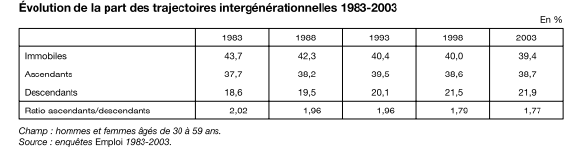 Évolution de la part des trajectoires intergénérationnelles 1983-2003
En %
1983 1988 1993 1998 2003
Immobiles 43,7 42,3 40,4 40,0 39,4
Ascendants 37,7 38,2 39,5 38,6 38,7
Descendants 18,6 19,5 20,1 21,5 21,9
Ratio ascendants/descendants 2,02 1,96 1,96 1,79 1,77
Champ : hommes et femmes âgés de 30 à 59 ans.
Source : enquêtes Emploi 1983-2003.